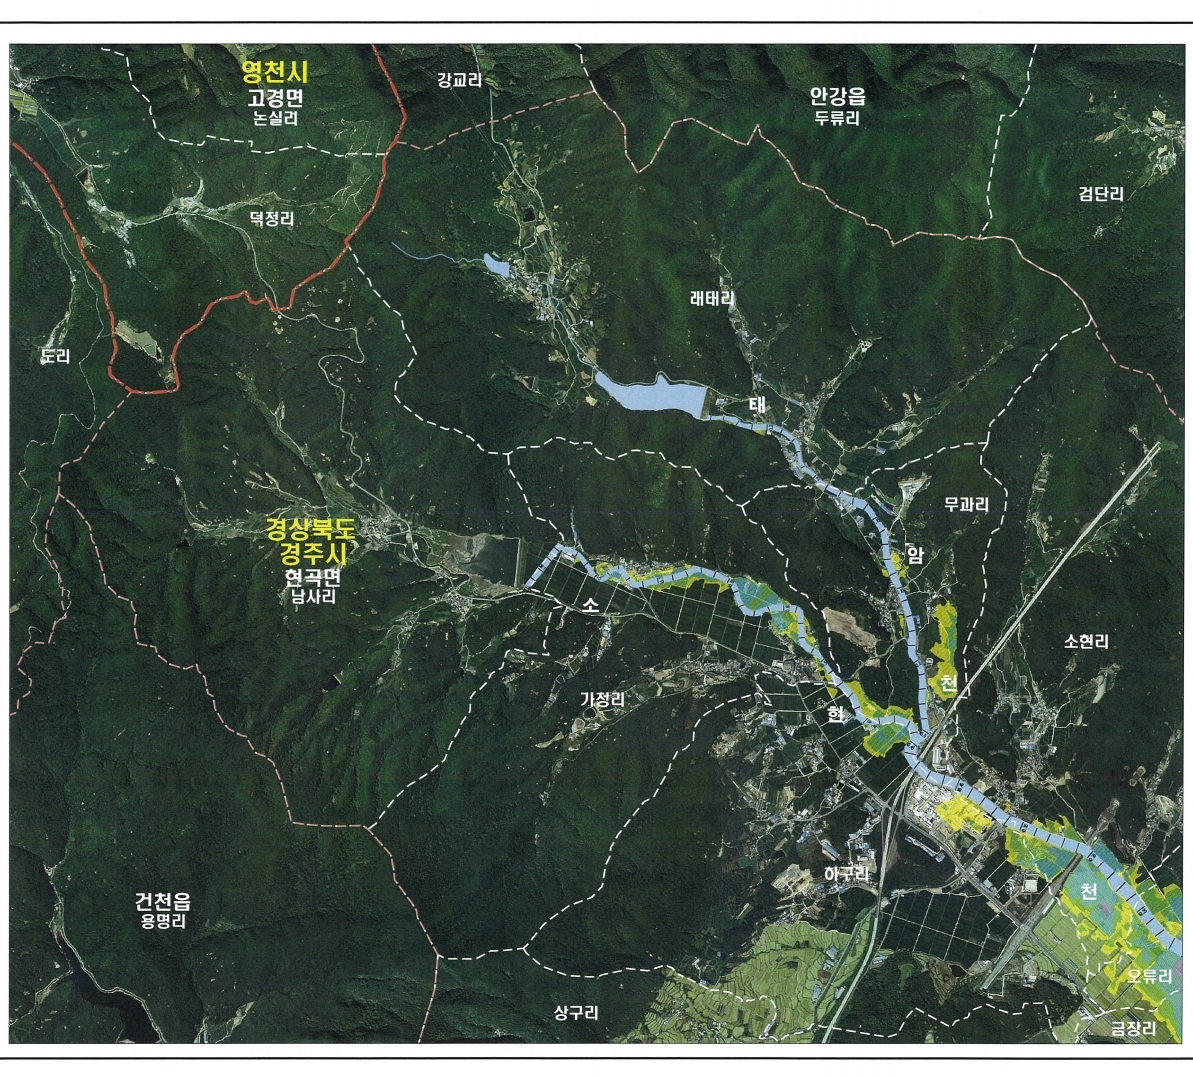 영천시
고경면
논실리
강교리
안강읍
두류리
검단리
덕정리
래태리
도리
태
무과리
경상북도
경주시
현곡면
남사리
암
소
소현리
가정리
천
현
하구리
건천읍
용명리
천
오류리
상구리
금장리